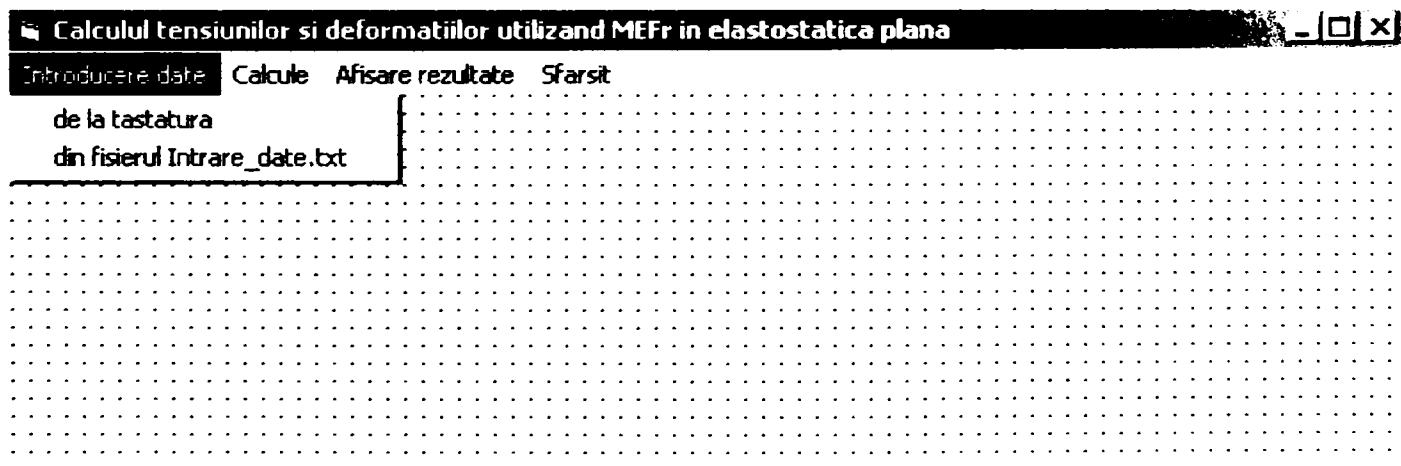 Calculul tensiunilor si deformatiilor utilizand MEFr in elastostatica plana
Introducere date Calcule Afisare rezultate Sfarsit
de la tastatura
din fisierul Intrare_date.txt